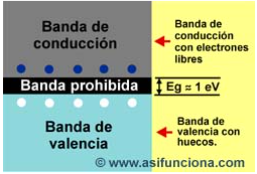 Banda de
conducción
Banda de
conducción
con electrones
libres
Banda prohibida
Eg = 1 eV
Banda de
valencia
Banda de
valencia con
huecos.
© www.asifunciona.com